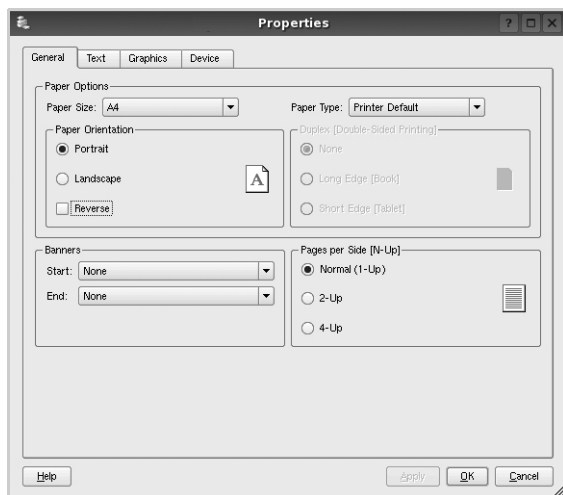 Properties
General Text Graphics Device
Paper Options
Paper Size: A4 Paper Type: Printer Default
Paper Orientation Duplex [Double-Sided Printing]
Portrait None
Landscape A Long Edge [Book]
Reverse Short Edge [Tablet]
Banners Pages per Side [N-Up]
Start: None Normal (1-Up)
End: None 2-Up
4-Up
Help Apply OK Cancel